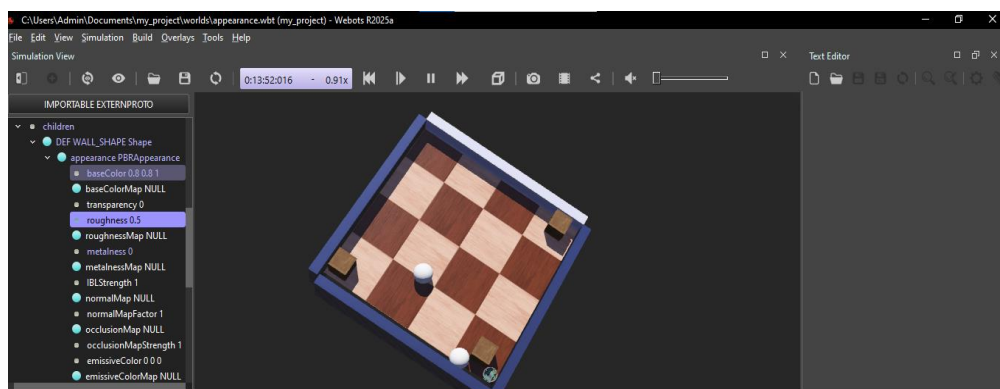 C:\Users\Admin\Documents\my_project\worlds\appearance.wbt (my_project) - Webots R2025a
File Edit View Simulation Build Overlays Tools Help
Simulation View
Text Editor
0:13:52:016 - 0.91x
IMPORTABLE EXTERNPROTO
children
DEF WALL_SHAPE Shape
appearance PBRAppearance
baseColor 0.8 0.8 1
baseColorMap NULL
transparency 0
roughness 0.5
roughnessMap NULL
metalness 0
metalnessMap NULL
IBLStrength 1
normalMap NULL
normalMapFactor 1
occlusionMap NULL
occlusionMapStrength 1
emissiveColor 0 0 0
emissiveColorMap NULL